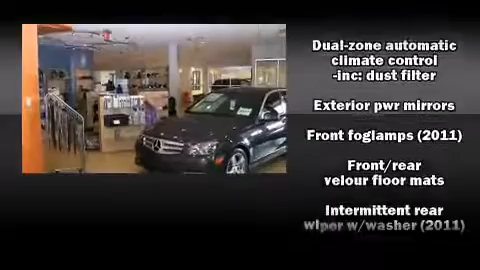 Dual-zone automatic
climate control
-inc: dust filter
Exterior pwr mirrors
Front foglamps (2011)
Front/rear
velour floor mats
Intermittent rear
wiper w/washer (2011)